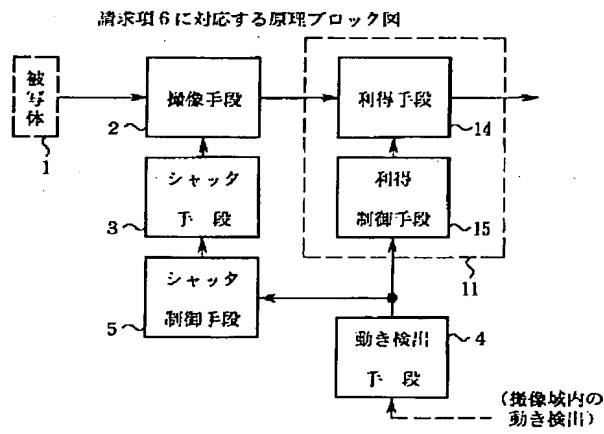 請求項6に対応する原理ブロック図
被写体
1
撮像手段
2
利得手段
14
シャッタ
手段
3
利得
制御手段
15
11
シャッタ
制御手段
5
動き検出
手段
4
(撮像域内の
動き検出)